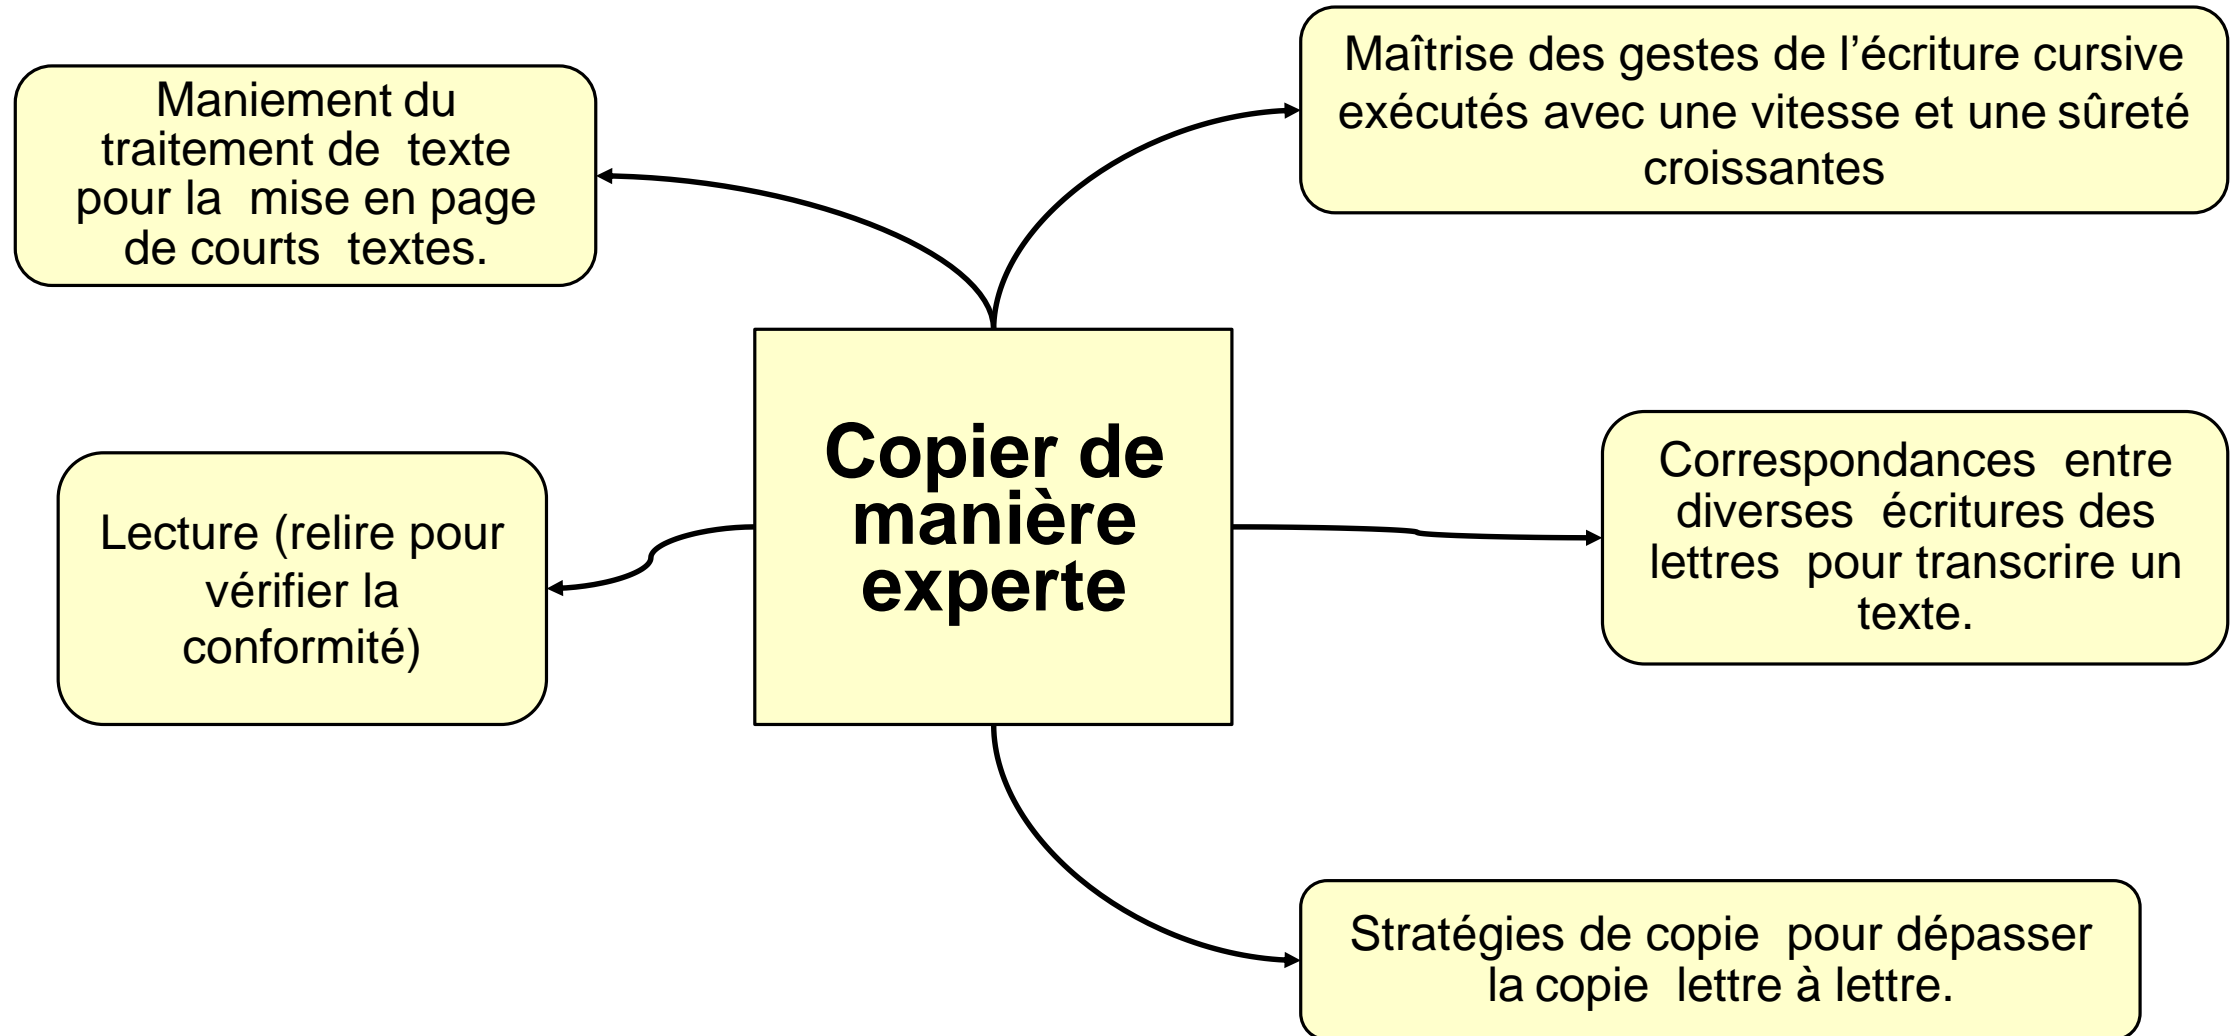 Maniement du
traitement de texte
pour la mise en page
de courts textes.
Maîtrise des gestes de l’écriture cursive
exécutés avec une vitesse et une sûreté
croissantes
Copier de
manière
experte
Lecture (relire pour
vérifier la
conformité)
Correspondances entre
diverses écritures des
lettres pour transcrire un
texte.
Stratégies de copie pour dépasser
la copie lettre à lettre.